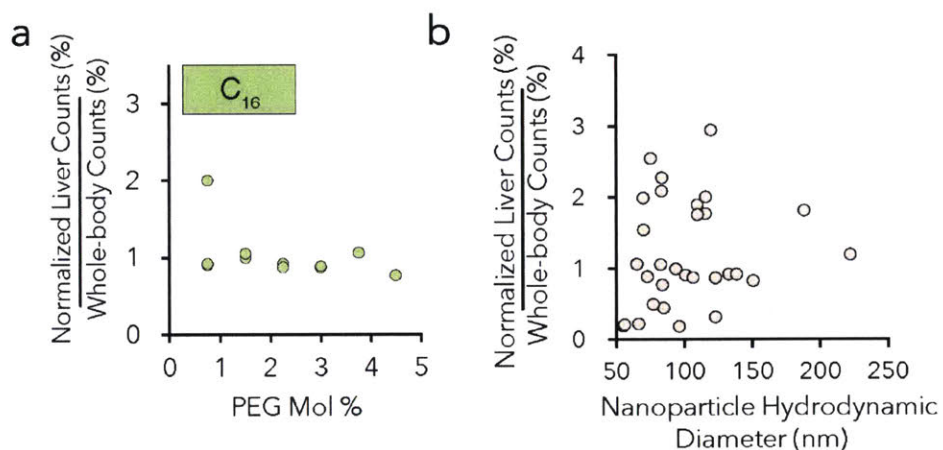 a
Normalized Liver Counts (%)
Whole-body Counts (%)
3
2
1
0
C16
0 1 2 3 4 5
PEG Mol %
b
Normalized Liver Counts (%)
Whole-body Counts (%)
4
3
2
1
0
50 100 150 200 250
Nanoparticle Hydrodynamic
Diameter (nm)